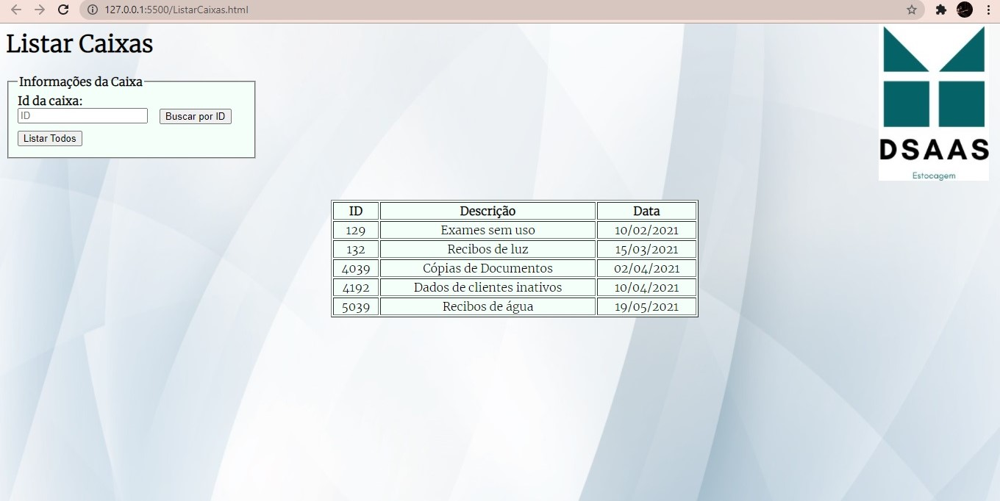 127.0.0.1:5500/ListarCaixas.html
Listar Caixas
Informações da Caixa
Id da caixa:
ID Buscar por ID
Listar Todos
DSAAS
Estocagem
ID Descrição Data
129 Exames sem uso 10/02/2021
132 Recibos de luz 15/03/2021
4039 Cópias de Documentos 02/04/2021
4192 Dados de clientes inativos 10/04/2021
5039 Recibos de água 19/05/2021